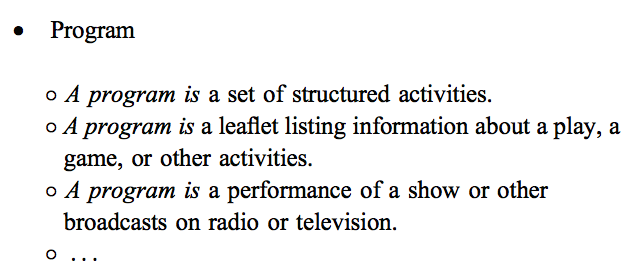 • Program
○ A program is a set of structured activities.
○ A program is a leaflet listing information about a play, a
game, or other activities.
○ A program is a performance of a show or other
broadcasts on radio or television.
○ ...